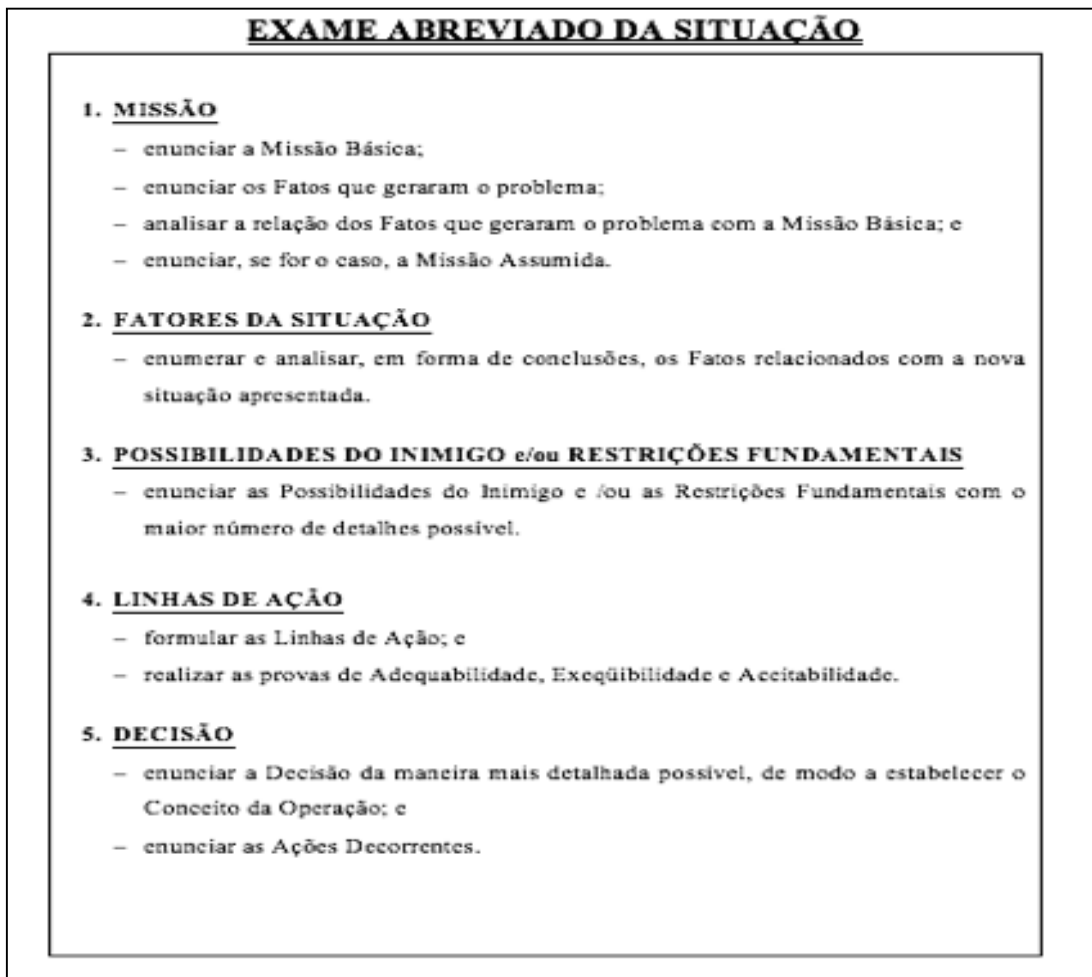 EXAME ABREVIADO DA SITUAÇÃO
1. MISSÃO
– enunciar a Missão Básica;
– enunciar os Fatos que geraram o problema;
– analisar a relação dos Fatos que geraram o problema com a Missão Básica; e
– enunciar, se for o caso, a Missão Assumida.
2. FATORES DA SITUAÇÃO
– enumerar e analisar, em forma de conclusões, os Fatos relacionados com a nova
situação apresentada.
3. POSSIBILIDADES DO INIMIGO e/ou RESTRIÇÕES FUNDAMENTAIS
– enunciar as Possibilidades do Inimigo e /ou as Restrições Fundamentais com o
maior número de detalhes possível.
4. LINHAS DE AÇÃO
– formular as Linhas de Ação; e
– realizar as provas de Adequabilidade, Exeqüibilidade e Aceitabilidade.
5. DECISÃO
– enunciar a Decisão da maneira mais detalhada possível, de modo a estabelecer o
Conceito da Operação; e
– enunciar as Ações Decorrentes.